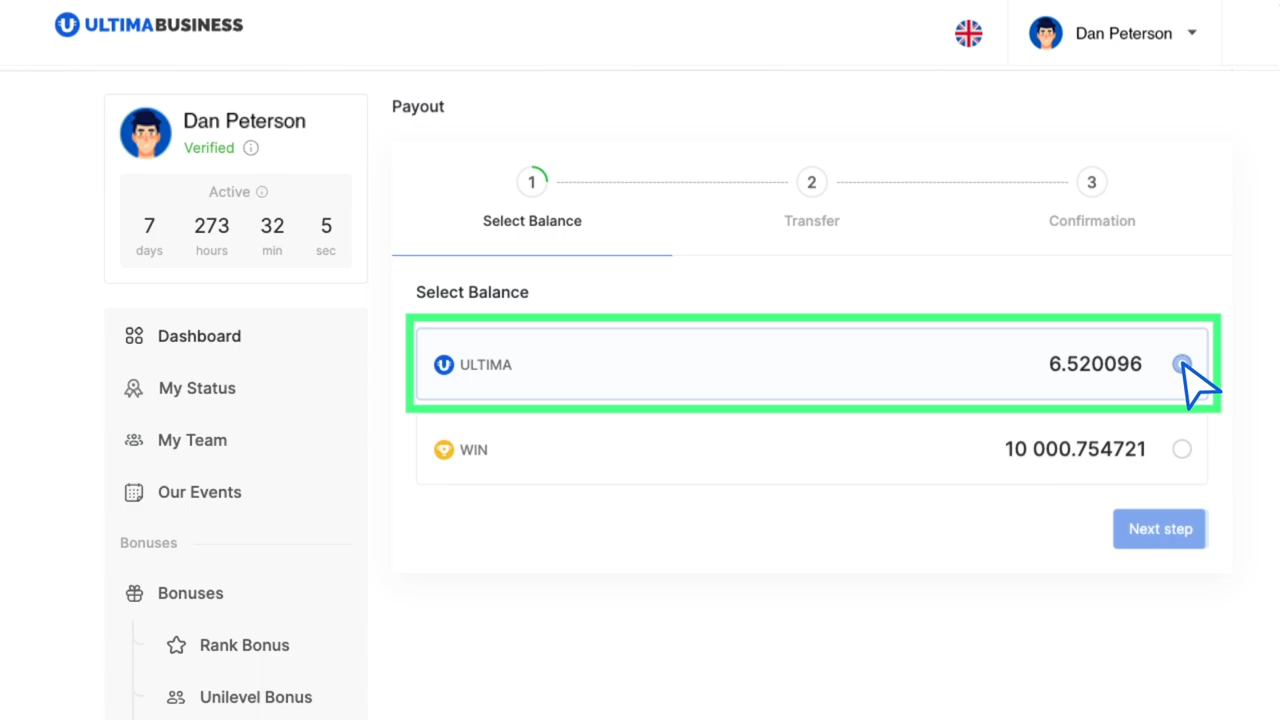 ULTIMABUSINESS
Dan Peterson
Dan Peterson
Verified
Active
7 273 32 5
days hours min sec
Dashboard
My Status
My Team
Our Events
Bonuses
Bonuses
Rank Bonus
Unilevel Bonus
Payout
1 2 3
Select Balance Transfer Confirmation
Select Balance
ULTIMA 6.520096
WIN 10 000.754721
Next step